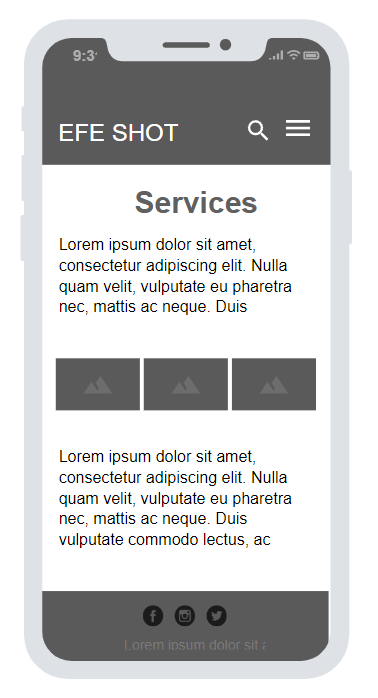 9:3
EFE SHOT
Services
Lorem ipsum dolor sit amet,
consectetur adipiscing elit. Nulla
quam velit, vulputate eu pharetra
nec, mattis ac neque. Duis
Lorem ipsum dolor sit amet,
consectetur adipiscing elit. Nulla
quam velit, vulputate eu pharetra
nec, mattis ac neque. Duis
vulputate commodo lectus, ac
Lorem ipsum dolor sit